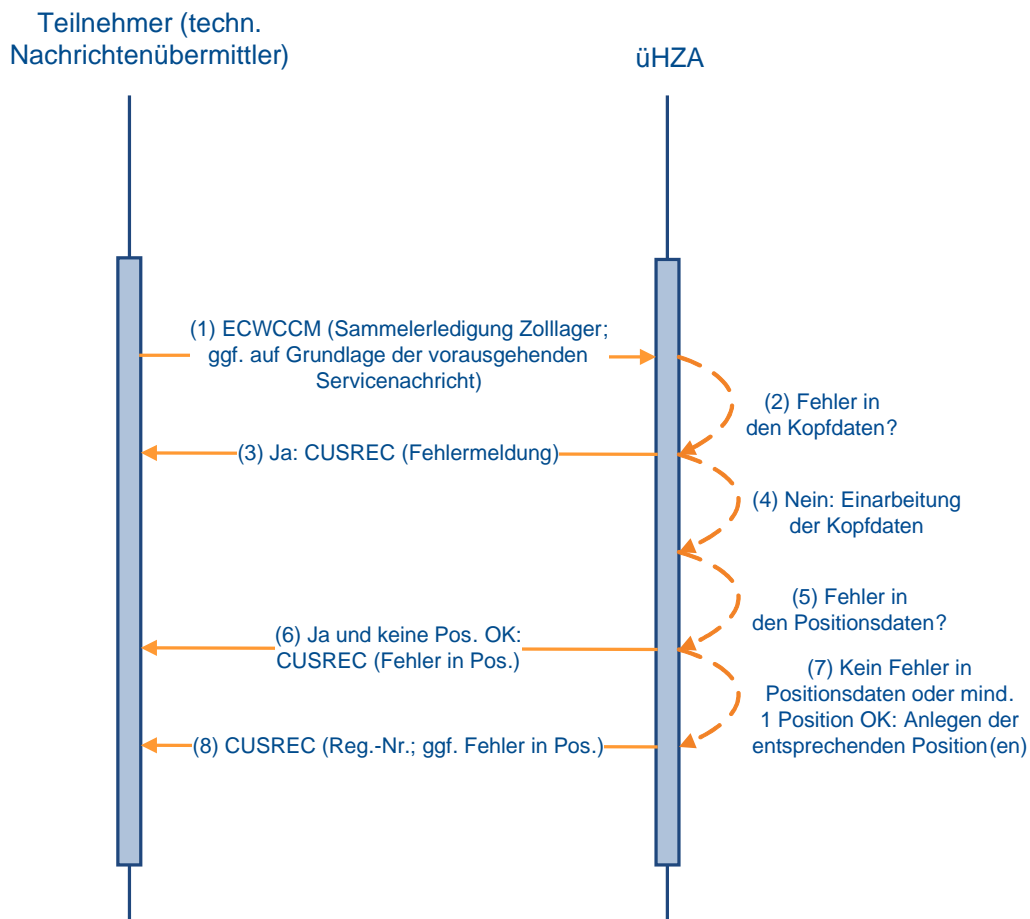 Teilnehmer (techn.
Nachrichtenübermittler)
üHZA
(1) ECWCCM (Sammelerledigung Zolllager;
ggf. auf Grundlage der vorausgehenden
Servicenachricht)
(2) Fehler in
den Kopfdaten?
(3) Ja: CUSREC (Fehlermeldung)
(4) Nein: Einarbeitung
der Kopfdaten
(5) Fehler in
den Positionsdaten?
(6) Ja und keine Pos. OK:
CUSREC (Fehler in Pos.)
(7) Kein Fehler in
Positionsdaten oder mind.
1 Position OK: Anlegen der
entsprechenden Position(en)
(8) CUSREC (Reg.-Nr.; ggf. Fehler in Pos.)